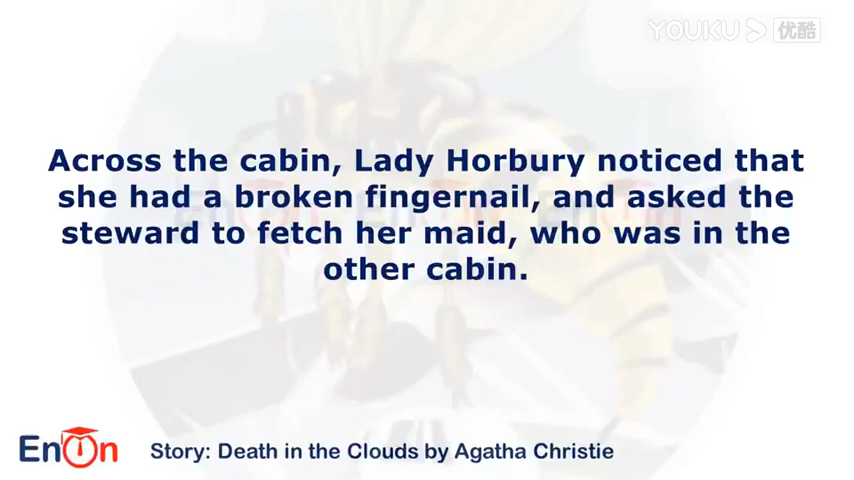 YOUKU 优酷
Across the cabin, Lady Horbury noticed that
she had a broken fingernail, and asked the
steward to fetch her maid, who was in the
other cabin.
EnOn
Story: Death in the Clouds by Agatha Christie